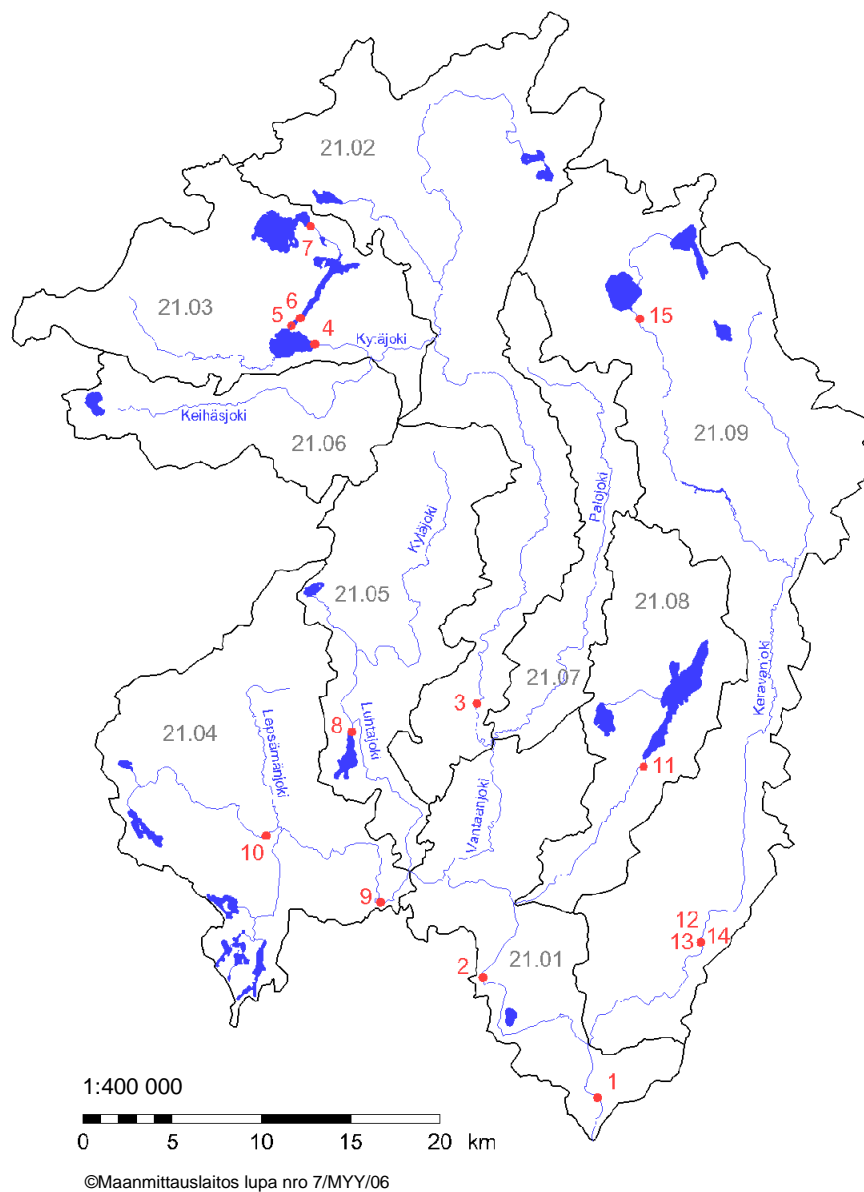 21.02
7
21.03
6
5
4
Kytäjoki
15
Keihäsjoki
21.06
21.09
Kyläjoki
Palojoki
21.05
21.08
21.07
Keravanjoki
3
8
Luhtajoki
21.04
Lepsämänjoki
11
Vantaanjoki
10
9
12
13 14
2
21.01
1
1:400 000
0 5 10 15 20 km
©Maanmittauslaitos lupa nro 7/MYY/06